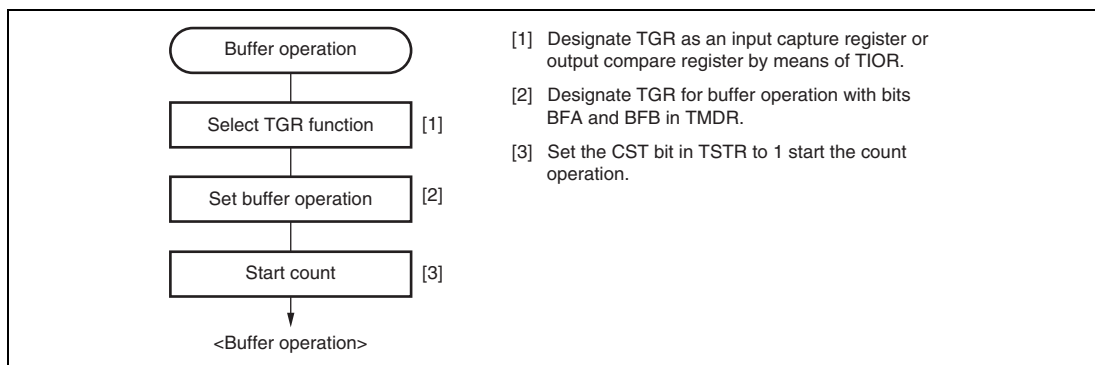 Buffer operation
Select TGR function
[1]
Set buffer operation
[2]
Start count
[3]
<Buffer operation>
[1] Designate TGR as an input capture register or
output compare register by means of TIOR.
[2] Designate TGR for buffer operation with bits
BFA and BFB in TMDR.
[3] Set the CST bit in TSTR to 1 start the count
operation.